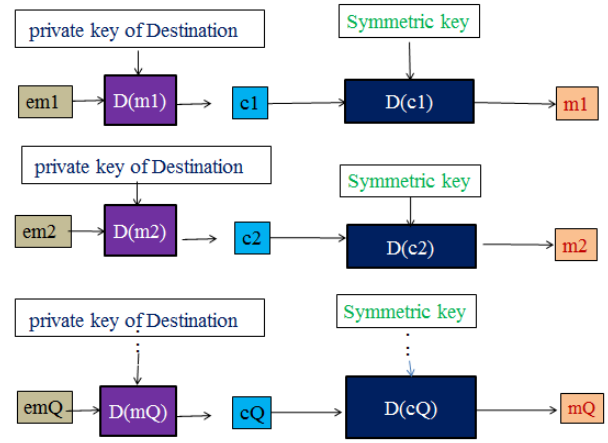 private key of Destination
Symmetric key
em1
D(m1)
c1
D(c1)
m1
private key of Destination
Symmetric key
em2
D(m2)
c2
D(c2)
m2
private key of Destination
Symmetric key
emQ
D(mQ)
cQ
D(cQ)
mQ